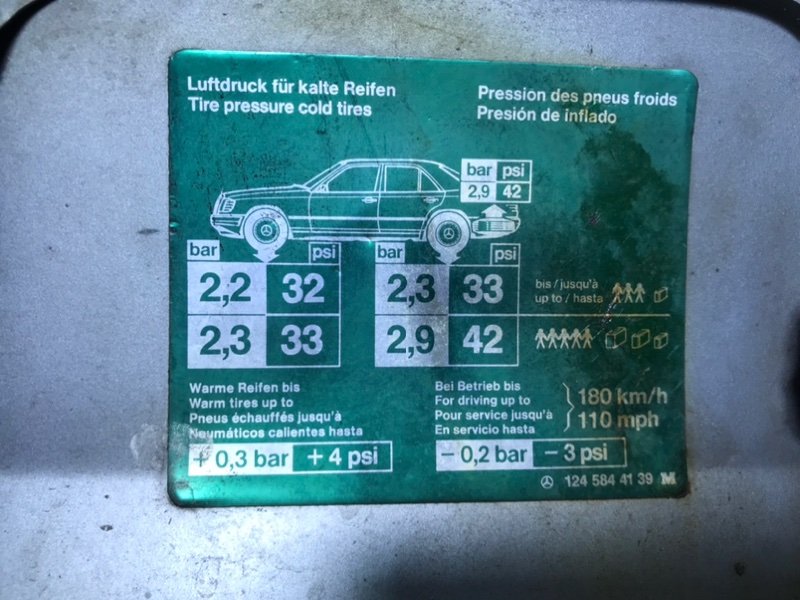 Luftdruck für kalte Reifen
Tire pressure cold tires
Pression des pneus froids
Presión de inflado
bar psi
2,9 42
bar psi
bar psi
2,2 32 2,3 33
bis/jusqu'à
up to/hasta
2,3 33 2,9 42
Warme Reifen bis
Warm tires up to
Pneus échauffés jusqu'à
Neumáticos calientes hasta
+ 0,3 bar + 4 psi
Bei Betrieb bis
For driving up to
Pour service jusqu'à
En servicio hasta
180 km/h
110 mph
− 0,2 bar − 3 psi
124 584 41 39 M